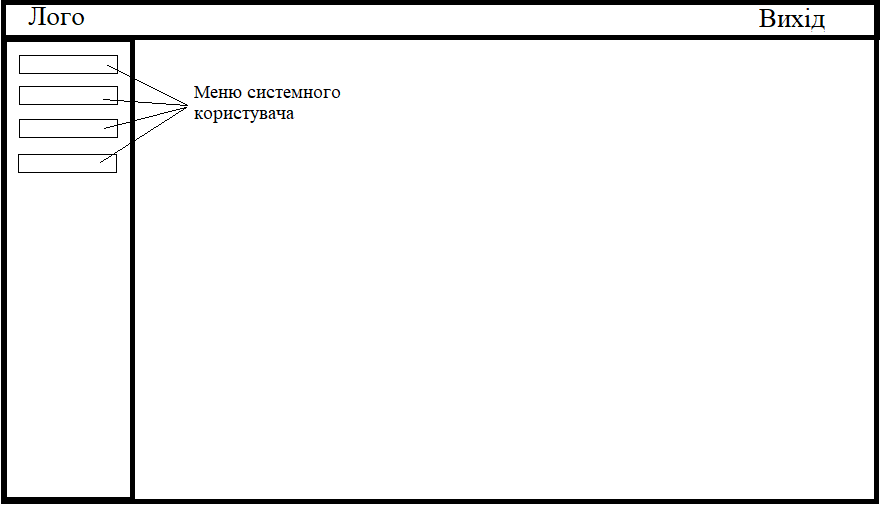 Лого
Вихід
Меню системного
користувача